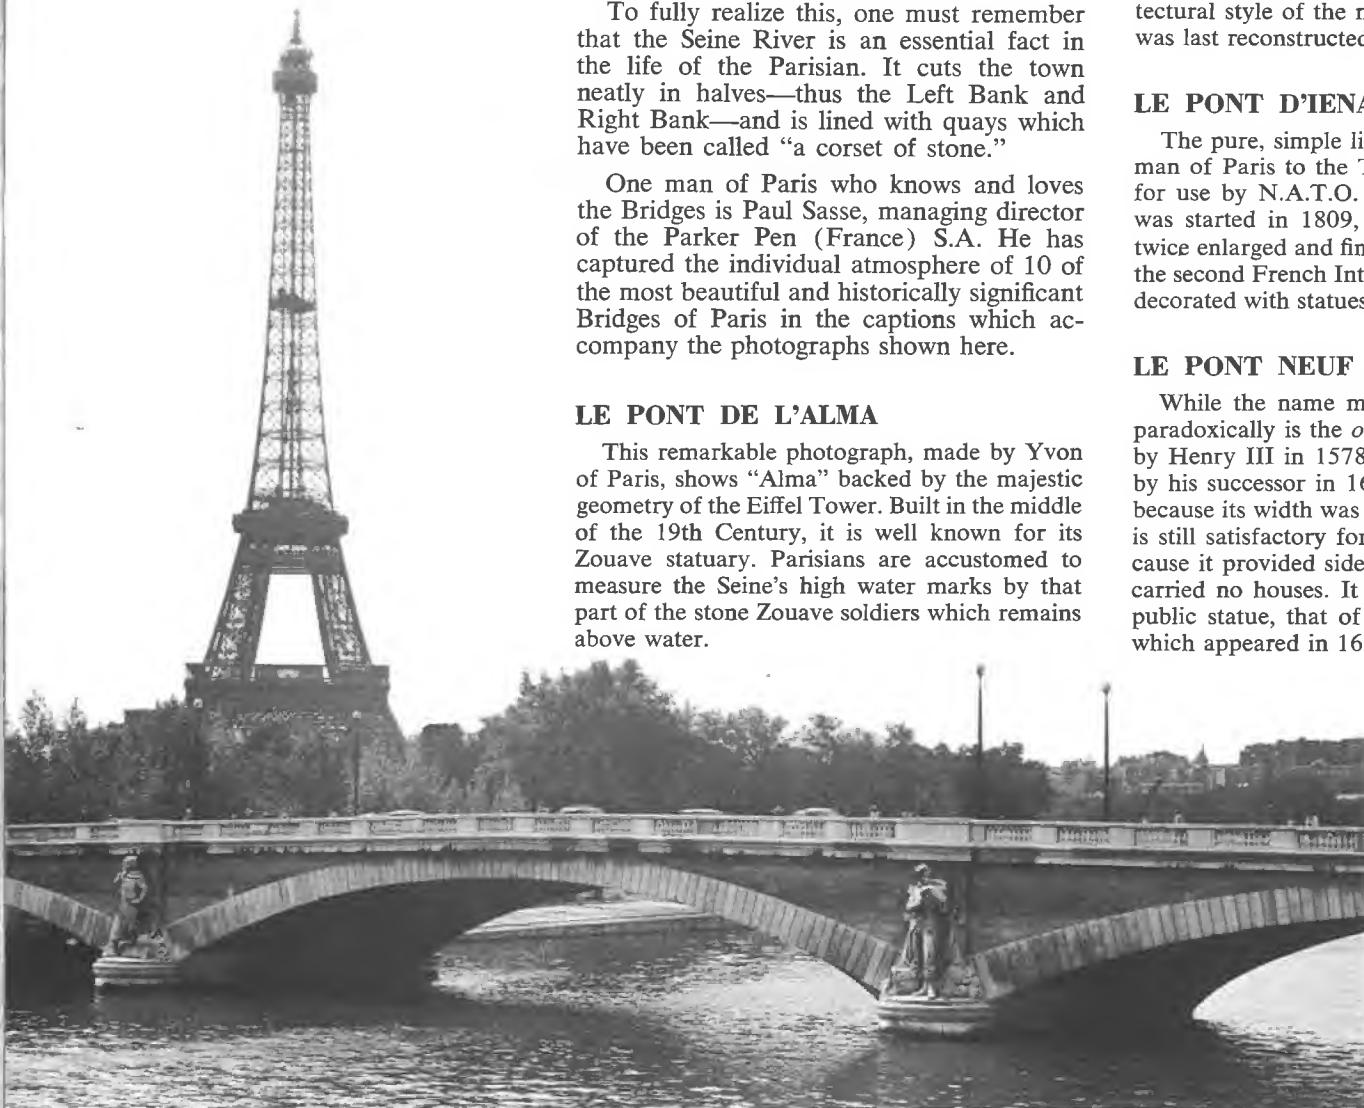 To fully realize this, one must remember
that the Seine River is an essential fact in
the life of the Parisian. It cuts the town
neatly in halves—thus the Left Bank and
Right Bank—and is lined with quays which
have been called “a corset of stone.”
One man of Paris who knows and loves
the Bridges is Paul Sasse, managing director
of the Parker Pen (France) S.A. He has
captured the individual atmosphere of 10 of
the most beautiful and historically significant
Bridges of Paris in the captions which ac-
company the photographs shown here.
LE PONT DE L’ALMA
This remarkable photograph, made by Yvon
of Paris, shows “Alma” backed by the majestic
geometry of the Eiffel Tower. Built in the middle
of the 19th Century, it is well known for its
Zouave statuary. Parisians are accustomed to
measure the Seine’s high water marks by that
part of the stone Zouave soldiers which remains
above water.
tectural style of the
was last reconstructed
LE PONT D’IENA
The pure, simple
man of Paris to the
for use by N.A.T.O.
was started in 1809,
twice enlarged and
the second French
decorated with statues
LE PONT NEUF
While the name
paradoxically is the
by Henry III in 1578
by his successor in
because its width was
is still satisfactory for
cause it provided
carried no houses. It
public statue, that of
which appeared in